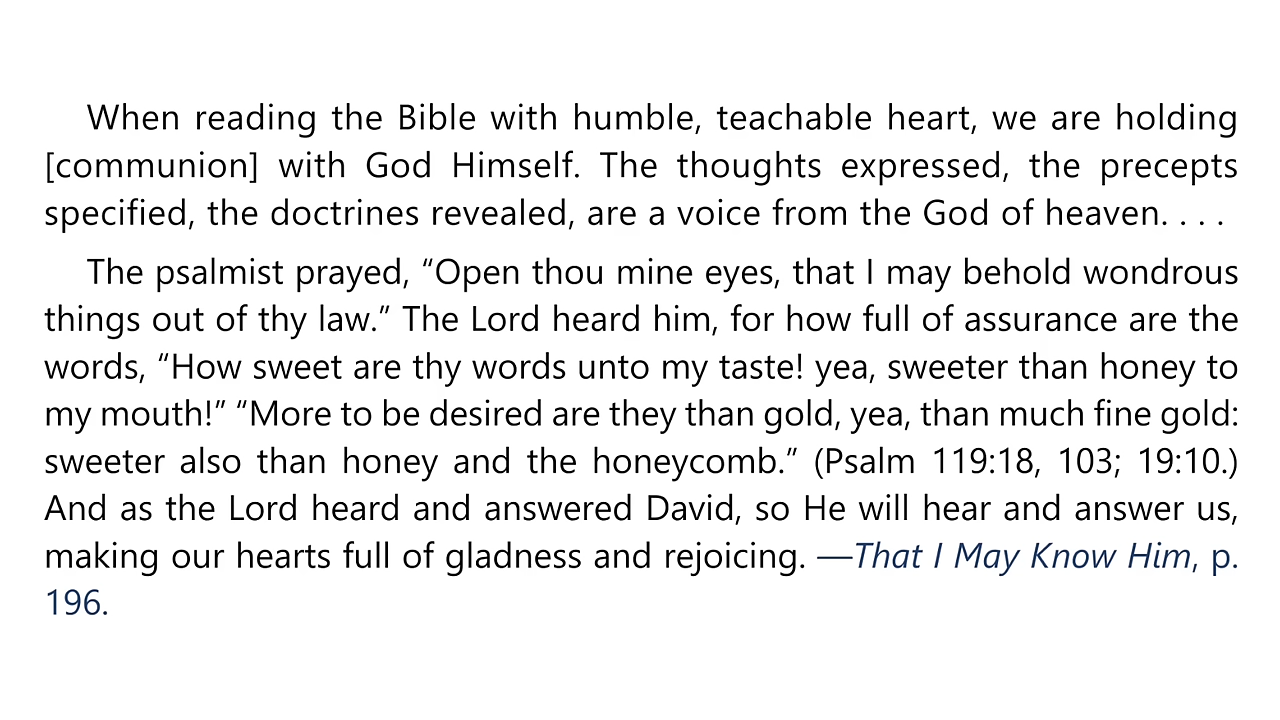 When reading the Bible with humble, teachable heart, we are holding
[communion] with God Himself. The thoughts expressed, the precepts
specified, the doctrines revealed, are a voice from the God of heaven. . . .
The psalmist prayed, “Open thou mine eyes, that I may behold wondrous
things out of thy law.” The Lord heard him, for how full of assurance are the
words, “How sweet are thy words unto my taste! yea, sweeter than honey to
my mouth!” “More to be desired are they than gold, yea, than much fine gold:
sweeter also than honey and the honeycomb.” (Psalm 119:18, 103; 19:10.)
And as the Lord heard and answered David, so He will hear and answer us,
making our hearts full of gladness and rejoicing. —That I May Know Him, p.
196.